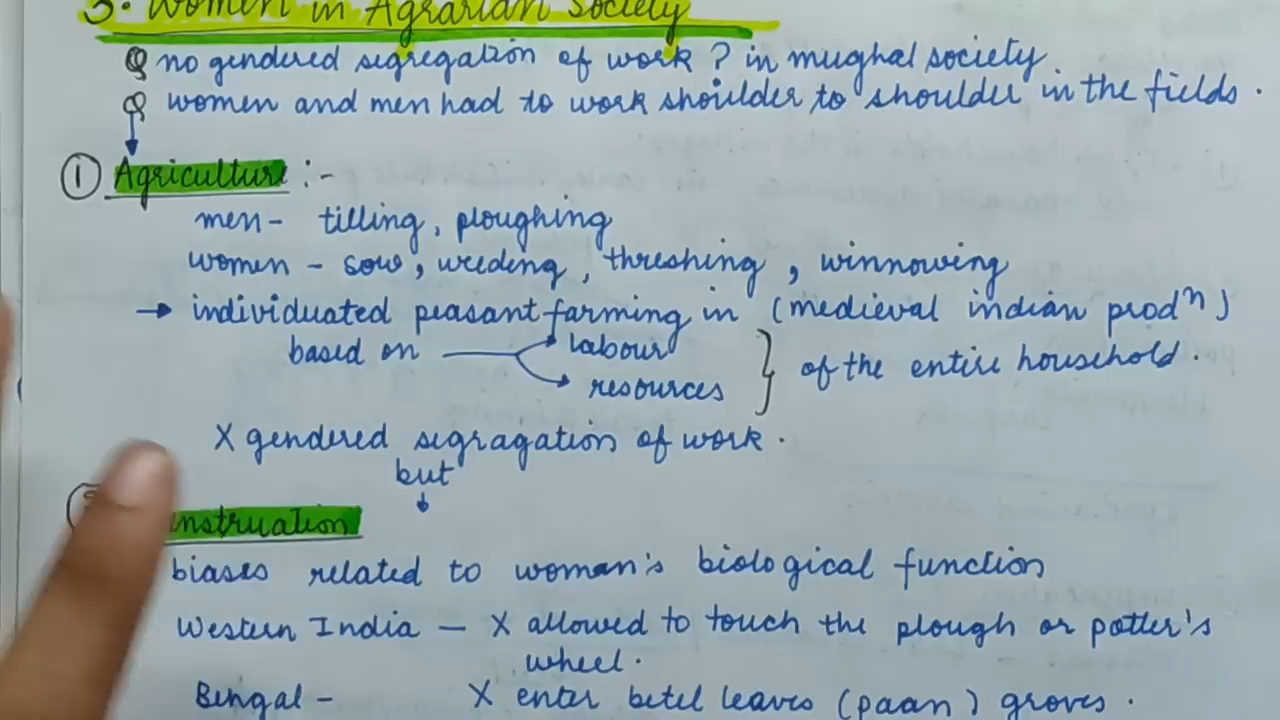 3. Women in Agrarian Society
Q no gendered segregation of work ? in mughal society
Q women and men had to work shoulder to shoulder in the fields .
① Agriculture :-
men - tilling, ploughing
women - sow, weeding, threshing, winnowing
→ individuated peasant farming in (medieval indian prodⁿ)
based on labour
resources } of the entire household.
X gendered segragation of work .
but
↓
biases related to woman's biological function
Western India - X allowed to touch the plough or potter's
wheel.
Bengal - X enter betel leaves (paan) groves .